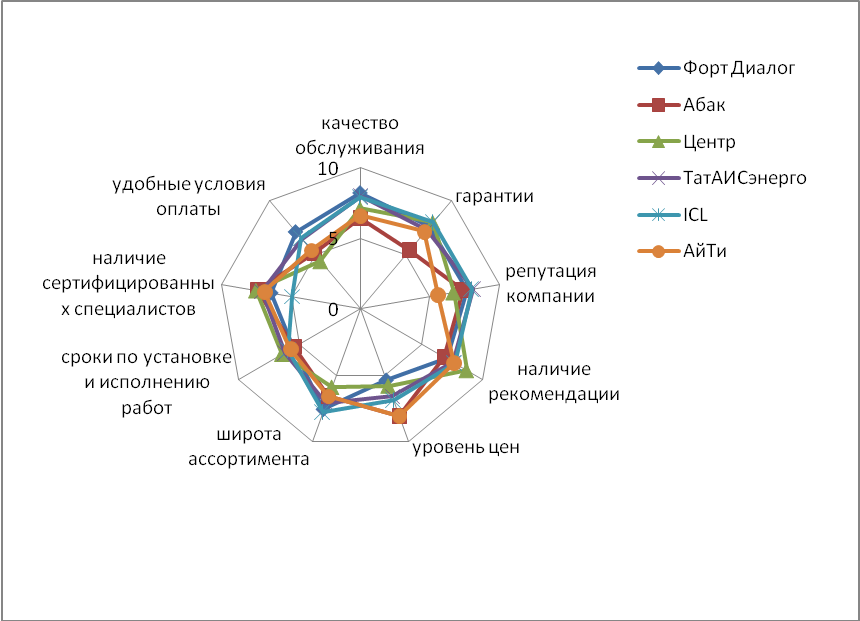 качество
обслуживания
гарантии
репутация
компании
наличие
рекомендации
уровень цен
широта
ассортимента
сроки по установке
и исполнению
работ
наличие
сертифицированны
х специалистов
удобные условия
оплаты
10
5
0
Форт Диалог
Абак
Центр
ТатАИСэнерго
ICL
АйТи